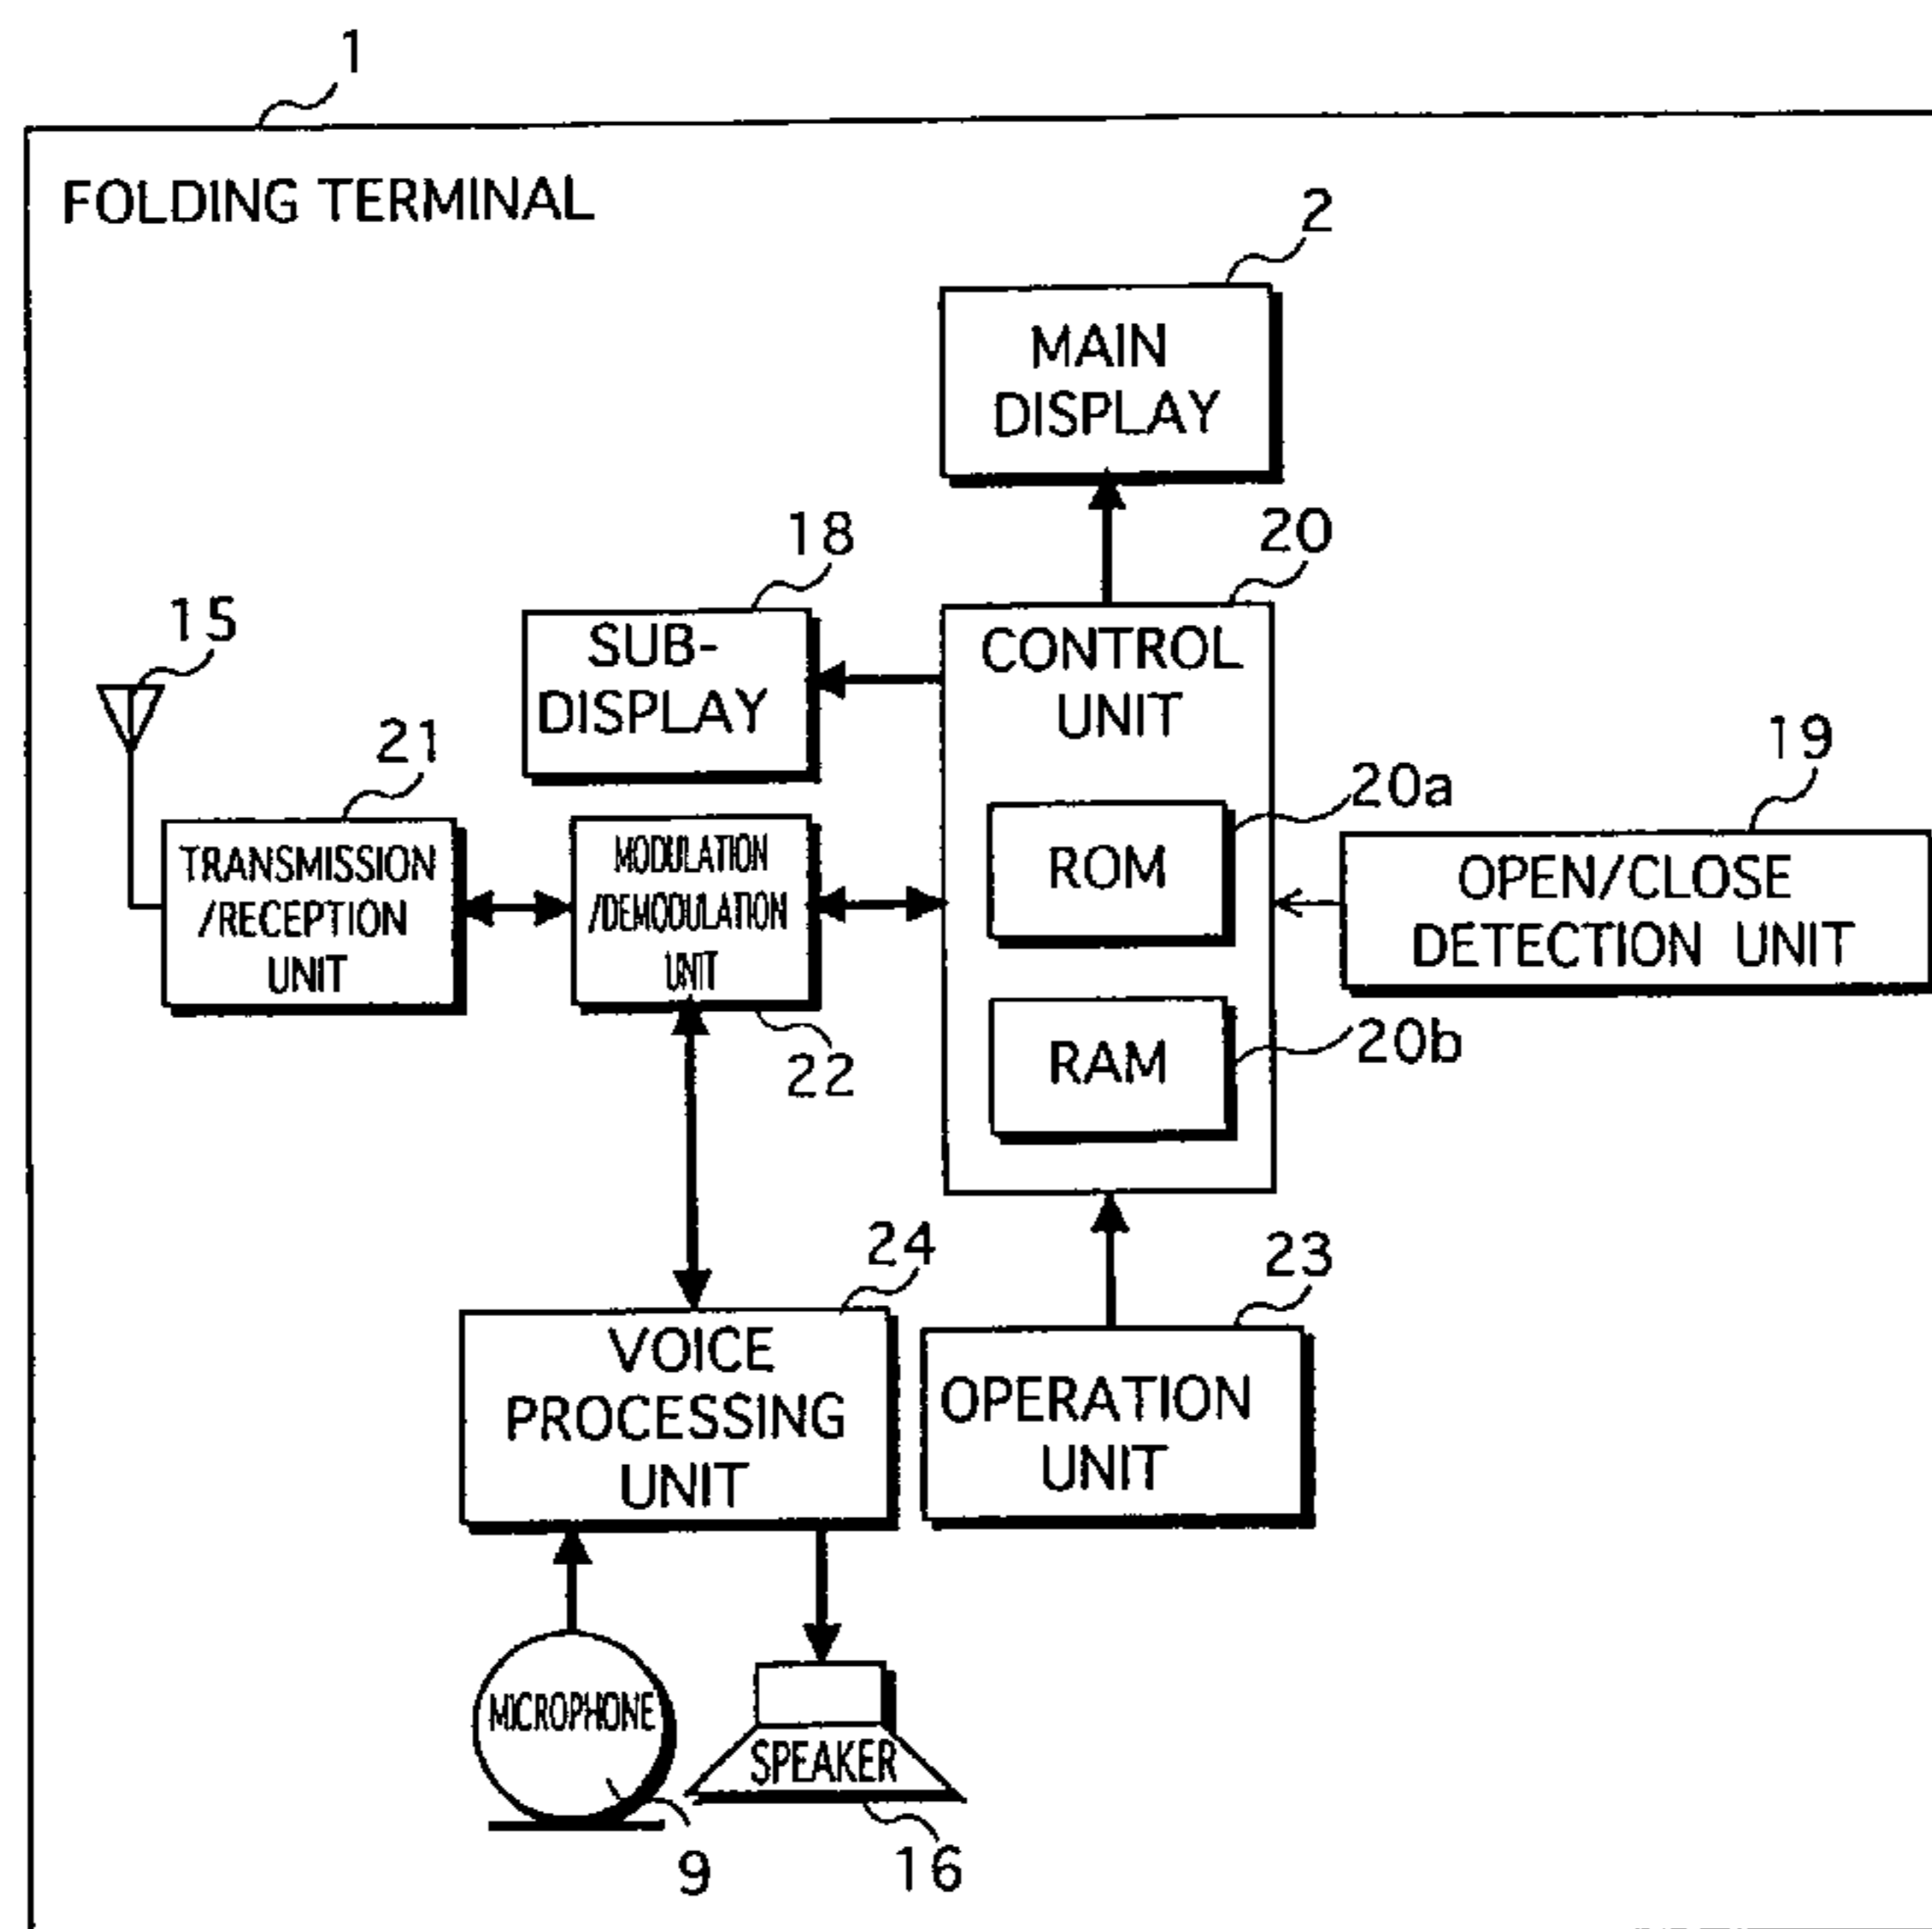 1
FOLDING TERMINAL
2
MAIN
DISPLAY
18
20
SUB-
DISPLAY
CONTROL
UNIT
15
21
19
20a
TRANSMISSION
/RECEPTION
UNIT
MODULATION
/DEMODULATION
UNIT
ROM
OPEN/CLOSE
DETECTION UNIT
22
RAM
20b
24
23
VOICE
PROCESSING
UNIT
OPERATION
UNIT
MICROPHONE
SPEAKER
9
16